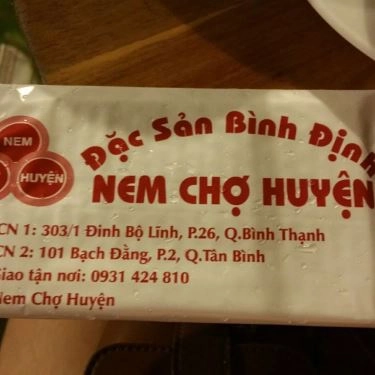 NEM
HUYỆN
Đặc Sản Bình Định
NEM CHỢ HUYỆN
CN 1: 303/1 Đinh Bộ Lĩnh, P.26, Q.Bình Thạnh
CN 2: 101 Bạch Đằng, P.2, Q.Tân Bình
Giao tận nơi: 0931 424 810
Nem Chợ Huyện